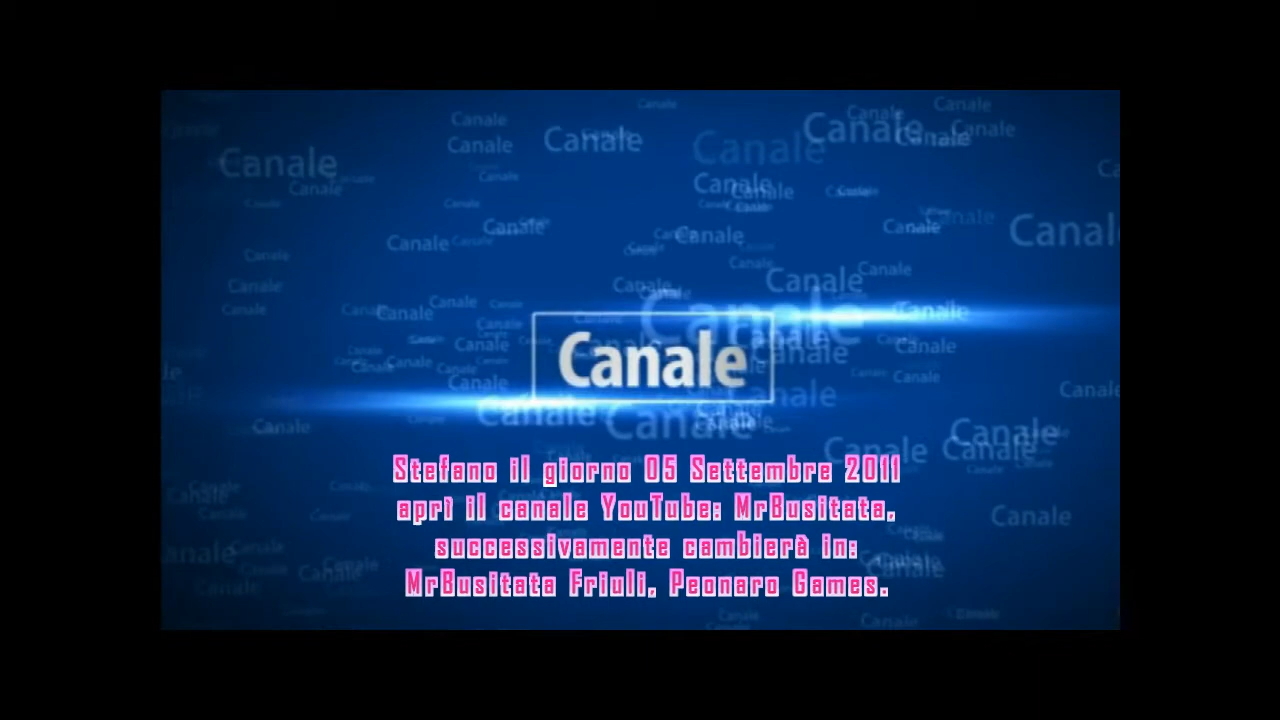 Canale
Stefano il giorno 05 Settembre 2011
aprì il canale YouTube: MrBusitata,
successivamente cambierà in:
MrBusitata Friuli, Peonaro Games.